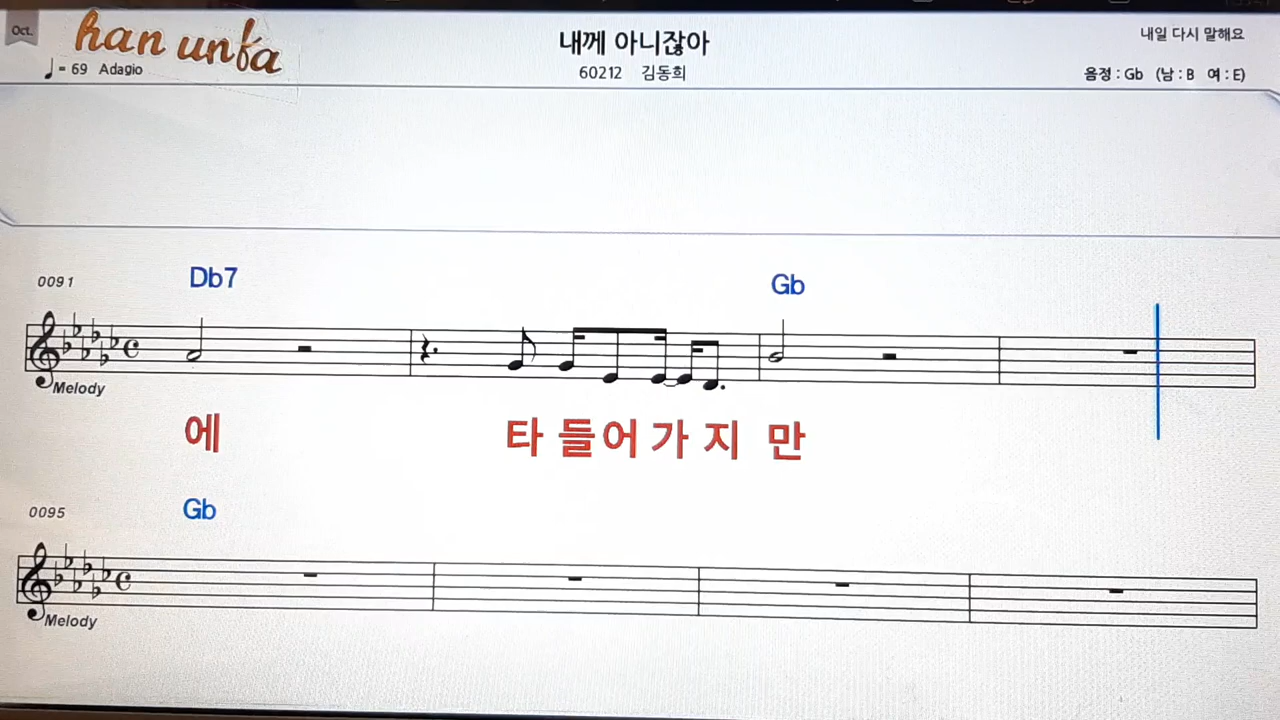 Oct.
han unfa
내께 아니잖아
내일 다시 말해요
♩= 69 Adagio
60212 김동희
음정 : Gb (남 : B 여 : E)
0091
Db7 Gb
Melody
에 타 들어 가 지 만
0095
Gb
Melody